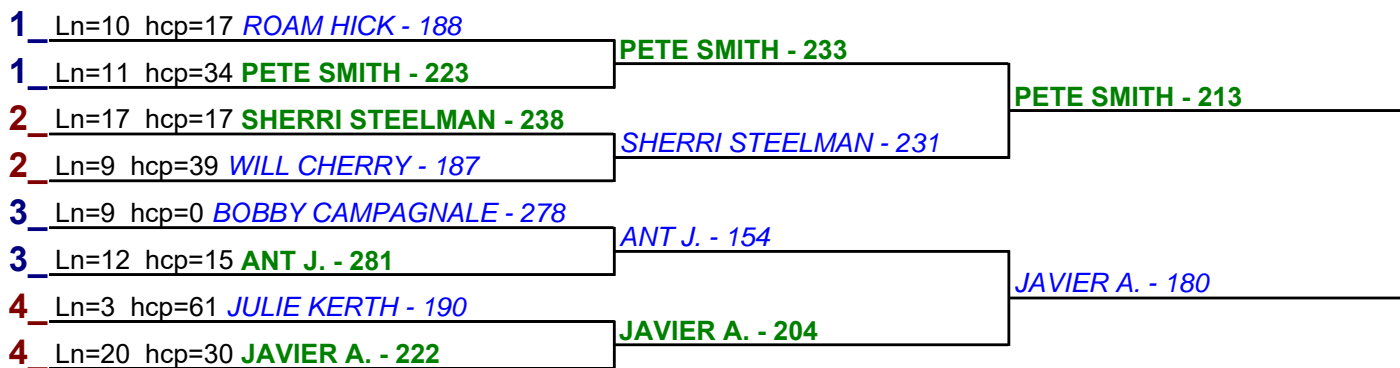 1_ Ln=10 hcp=17 ROAM HICK - 188
PETE SMITH - 233
1_ Ln=11 hcp=34 PETE SMITH - 223
PETE SMITH - 213
2_ Ln=17 hcp=17 SHERRI STEELMAN - 238
SHERRI STEELMAN - 231
2_ Ln=9 hcp=39 WILL CHERRY - 187
3_ Ln=9 hcp=0 BOBBY CAMPAGNALE - 278
ANT J. - 154
3_ Ln=12 hcp=15 ANT J. - 281
JAVIER A. - 180
4_ Ln=3 hcp=61 JULIE KERTH - 190
JAVIER A. - 204
4_ Ln=20 hcp=30 JAVIER A. - 222